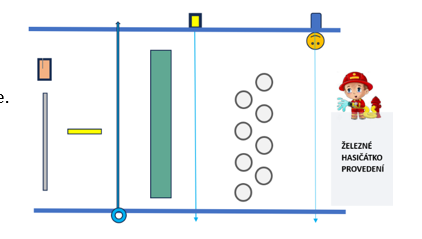 e.
ŽELEZNÉ
HASIČÁTKO
PROVEDENÍ